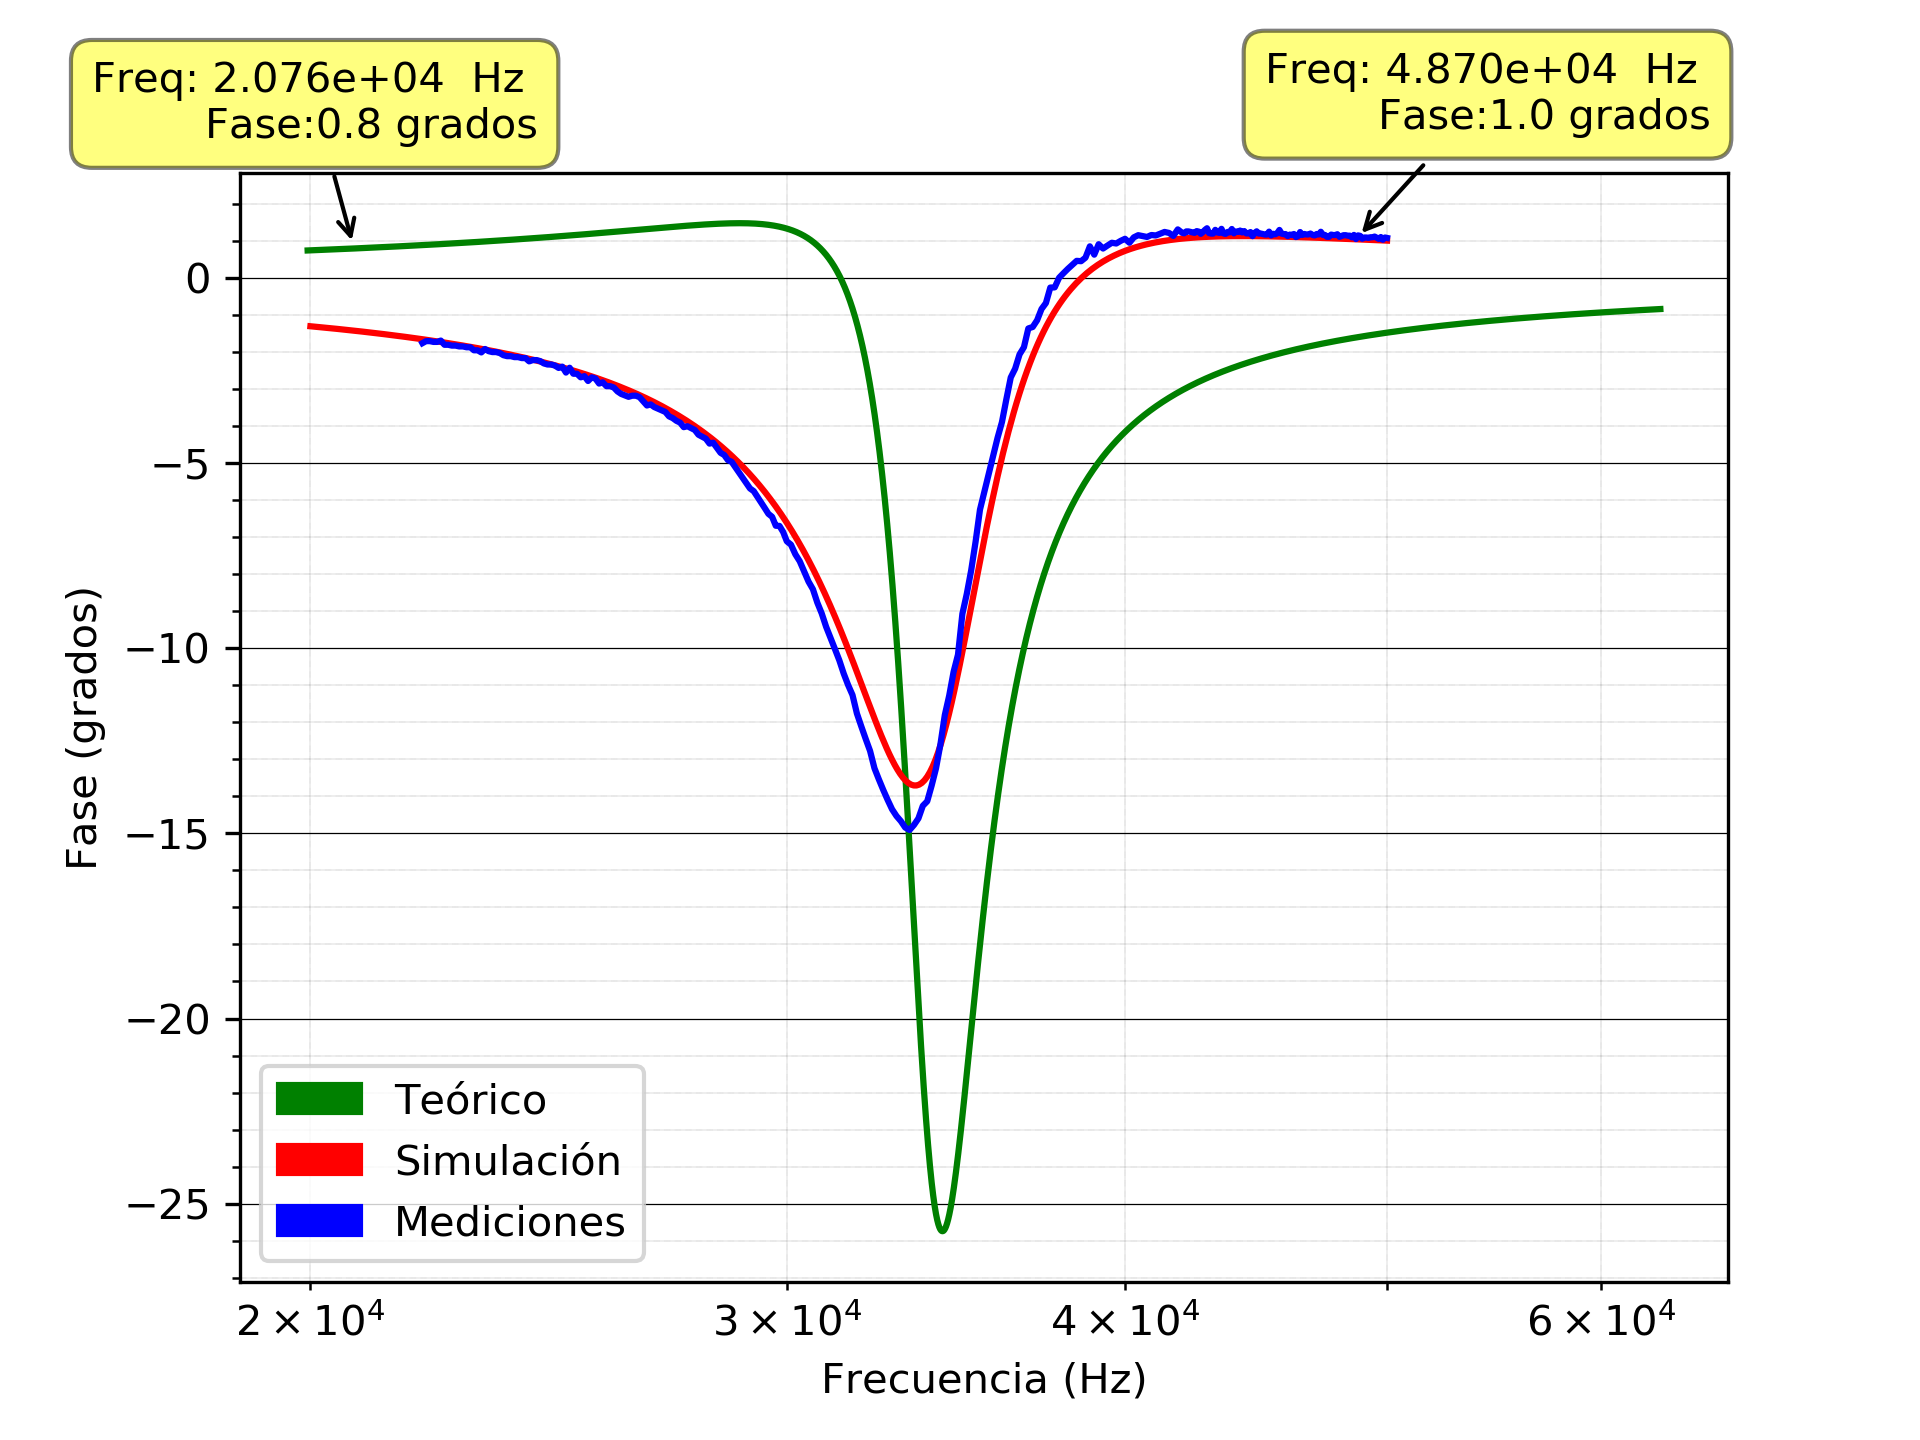 Freq: 2.076e+04  Hz
Fase:0.8 grados
Freq: 4.870e+04  Hz
Fase:1.0 grados
0
−5
−10
−15
−20
−25
Fase (grados)
Teórico
Simulación
Mediciones
2 × 10⁴
3 × 10⁴
4 × 10⁴
6 × 10⁴
Frecuencia (Hz)